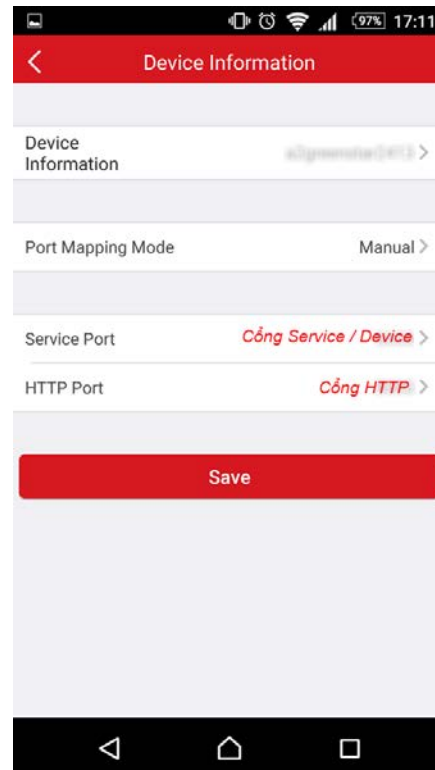 97% 17:11
Device Information
Device
Information
Port Mapping Mode Manual
Service Port Cổng Service / Device
HTTP Port Cổng HTTP
Save